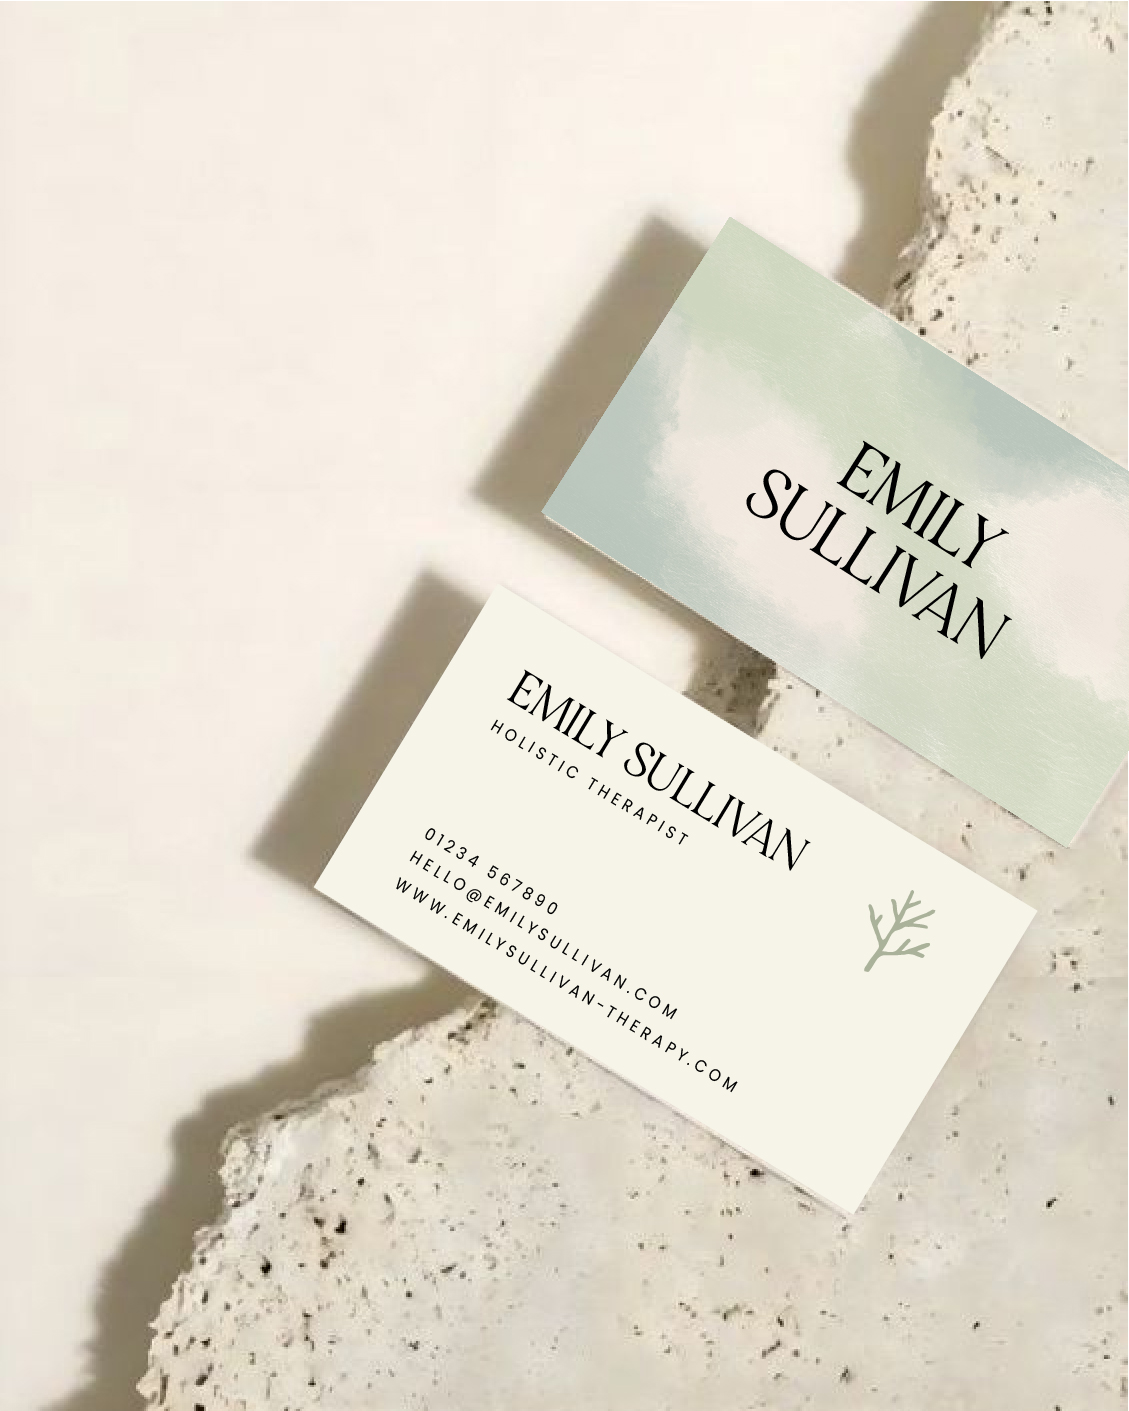 EMILY
SULLIVAN
EMILY SULLIVAN
HOLISTIC THERAPIST
01234 567890
HELLO@EMILYSULLIVAN.COM
WWW.EMILYSULLIVAN-THERAPY.COM